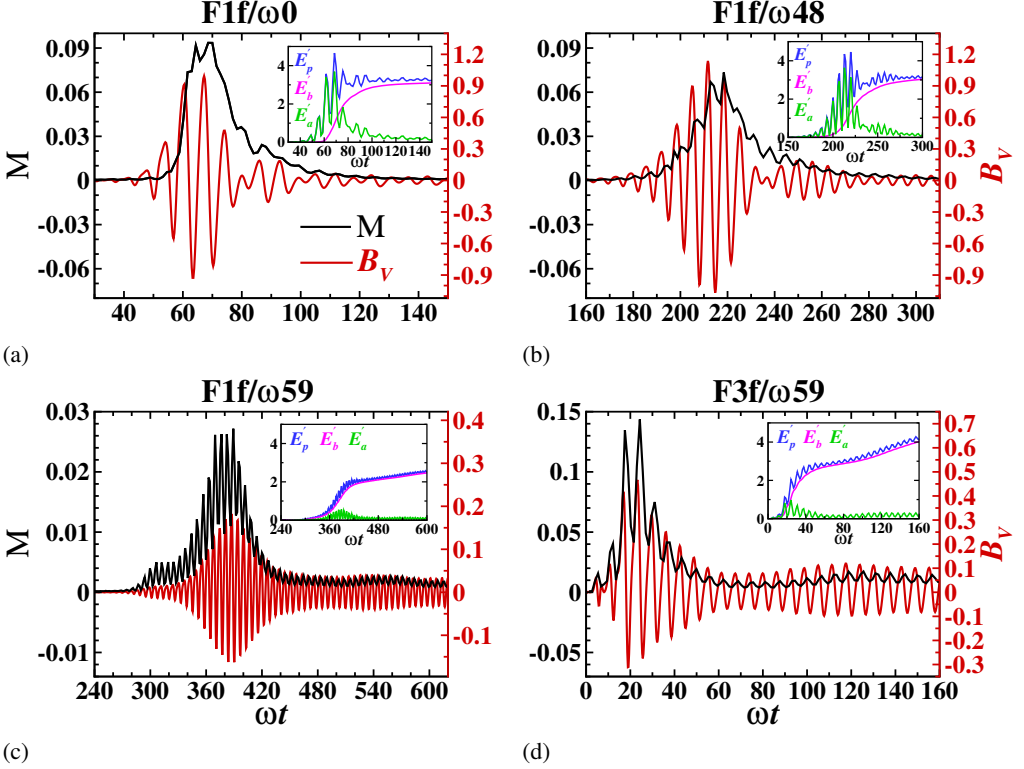 F1f/ω0
M
0.09
0.06
0.03
0
-0.03
-0.06
1.2
0.9
0.6
0.3
0
-0.3
-0.6
-0.9
40 60 80 100 120 140
M
B_V
E′_p
E′_b
E′_a
4
2
0
40 60 80 100 120 140
ωt
(a)
F1f/ω48
0.09
0.06
0.03
0
-0.03
-0.06
1.2
0.9
0.6
0.3
0
-0.3
-0.6
-0.9
B_V
160 180 200 220 240 260 280 300
E′_p
E′_b
E′_a
4
2
0
150 200 250 300
ωt
(b)
F1f/ω59
M
0.03
0.02
0.01
0
-0.01
0.4
0.3
0.2
0.1
0
-0.1
240 300 360 420 480 540 600
ωt
E′_p E′_b E′_a
4
2
0
240 360 480 600
ωt
(c)
F3f/ω59
0.15
0.1
0.05
0
-0.05
0.7
0.6
0.5
0.4
0.3
0.2
0.1
0
-0.1
-0.2
-0.3
B_V
0 20 40 60 80 100 120 140 160
ωt
E′_p E′_b E′_a
4
2
0
0 40 80 120 160
ωt
(d)